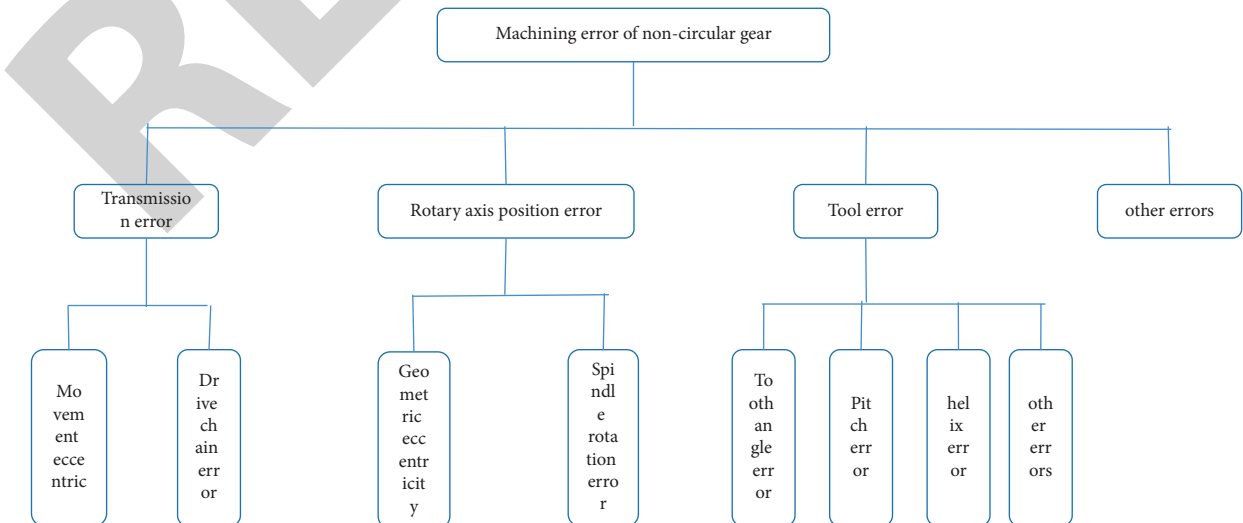 Machining error of non-circular gear
Transmissio
n error
Rotary axis position error
Tool error
other errors
Mo
vem
ent
ecce
ntric
Dr
ive
ch
ain
err
or
Geo
met
ric
ecc
entr
icit
y
Spi
ndl
e
rota
tion
erro
r
To
oth
an
gle
err
or
Pit
ch
err
or
hel
ix
err
or
oth
er
err
ors